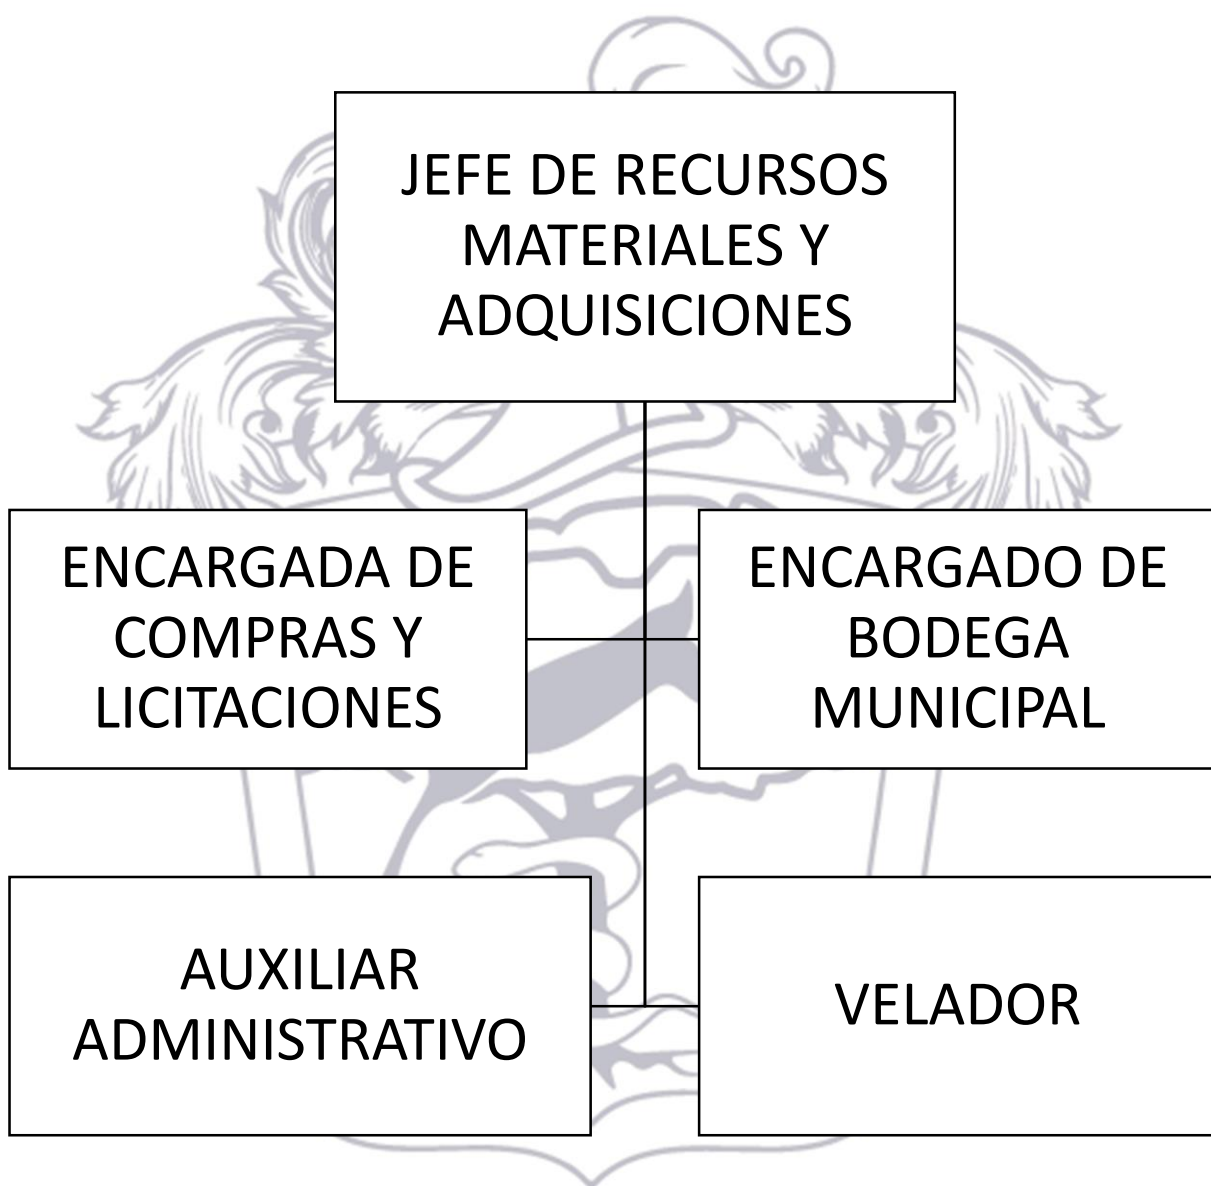 JEFE DE RECURSOS
MATERIALES Y
ADQUISICIONES
ENCARGADA DE
COMPRAS Y
LICITACIONES
ENCARGADO DE
BODEGA
MUNICIPAL
AUXILIAR
ADMINISTRATIVO
VELADOR